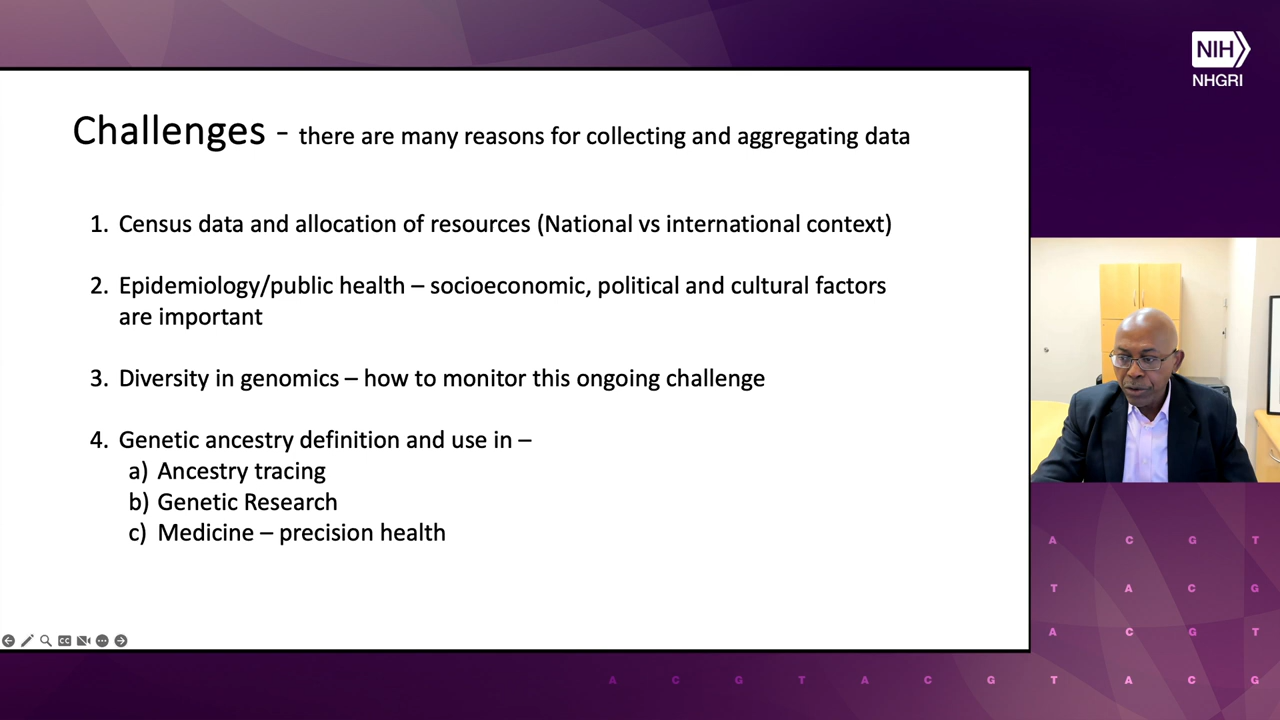 NIH
NHGRI
Challenges - there are many reasons for collecting and aggregating data
1. Census data and allocation of resources (National vs international context)
2. Epidemiology/public health – socioeconomic, political and cultural factors
are important
3. Diversity in genomics – how to monitor this ongoing challenge
4. Genetic ancestry definition and use in –
a) Ancestry tracing
b) Genetic Research
c) Medicine – precision health
CC
A C G T
T A C G
A C G T
A C G T A C G T A C G